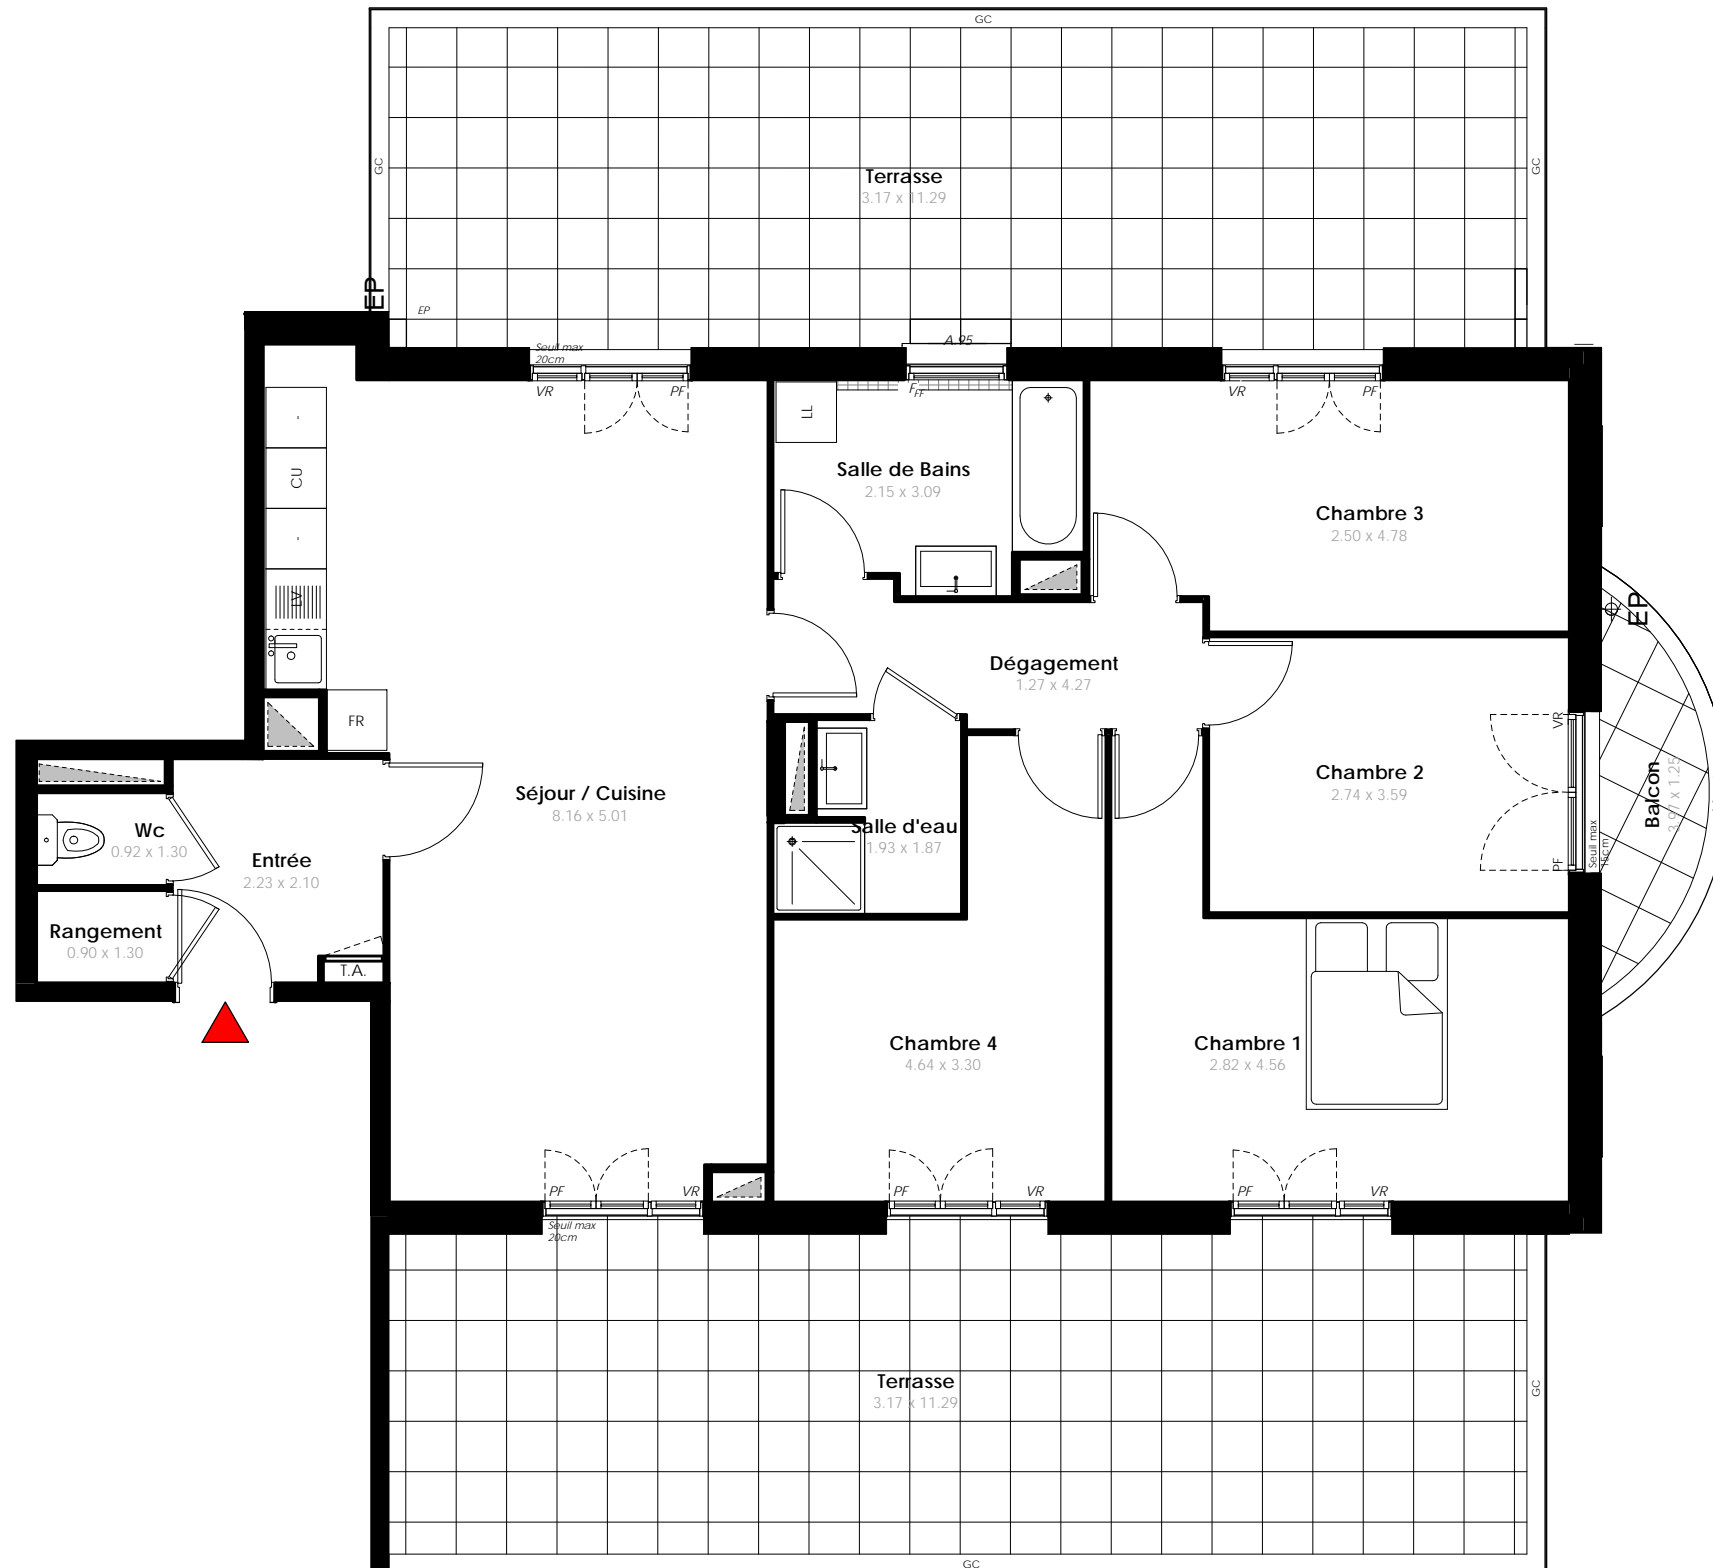 GC
GC
GC
Terrasse
3.17 x 11.29
EP
EP
Seuil max
20cm
A.95
VR
PF
F
FF
VR
PF
LL
CU
LV
FR
Salle de Bains
2.15 x 3.09
Chambre 3
2.50 x 4.78
EP
Dégagement
1.27 x 4.27
Séjour / Cuisine
8.16 x 5.01
Chambre 2
2.74 x 3.59
VR
PF
Seuil max
15cm
Balcon
3.97 x 1.25
Wc
0.92 x 1.30
Entrée
2.23 x 2.10
Salle d'eau
1.93 x 1.87
Rangement
0.90 x 1.30
T.A.
Chambre 4
4.64 x 3.30
Chambre 1
2.82 x 4.56
PF
VR
PF
VR
PF
VR
Seuil max
20cm
Terrasse
3.17 x 11.29
GC
GC